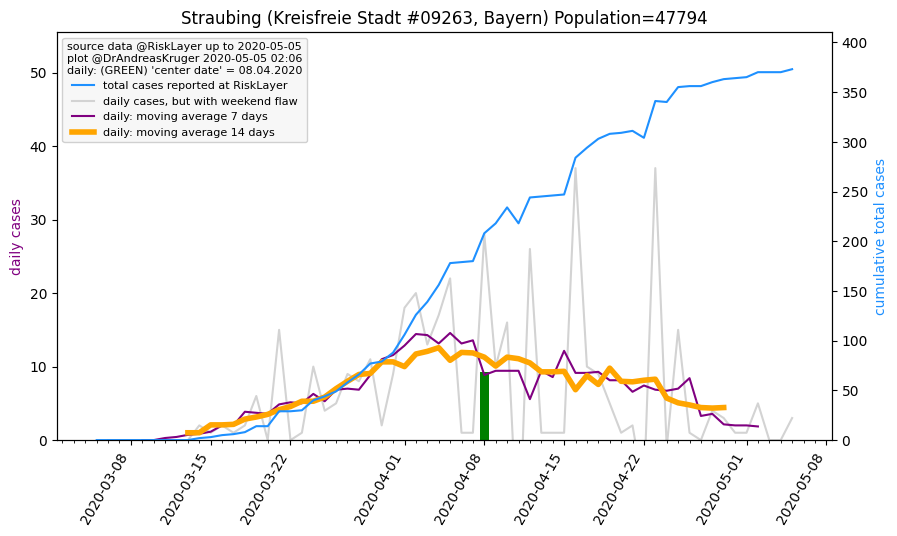 Straubing (Kreisfreie Stadt #09263, Bayern) Population=47794
source data @RiskLayer up to 2020-05-05
plot @DrAndreasKruger 2020-05-05 02:06
daily: (GREEN) 'center date' = 08.04.2020
total cases reported at RiskLayer
daily cases, but with weekend flaw
daily: moving average 7 days
daily: moving average 14 days
daily cases
50
40
30
20
10
0
400
350
300
250
200
150
100
50
0
cumulative total cases
2020-03-08
2020-03-15
2020-03-22
2020-04-01
2020-04-08
2020-04-15
2020-04-22
2020-05-01
2020-05-08